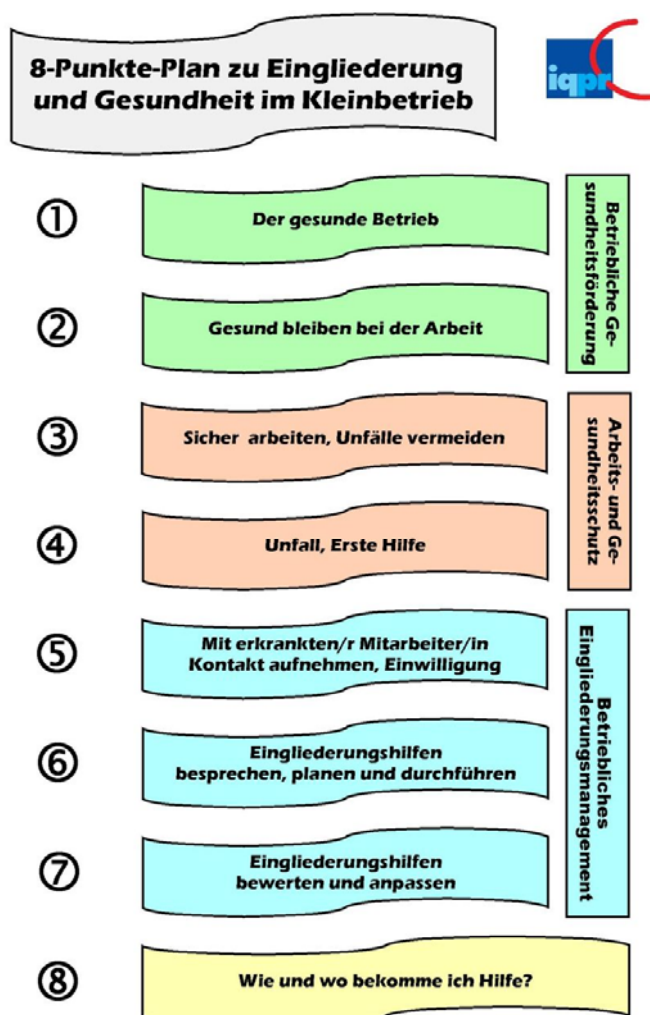 8-Punkte-Plan zu Eingliederung
und Gesundheit im Kleinbetrieb
iqpr
①
Der gesunde Betrieb
②
Gesund bleiben bei der Arbeit
Betriebliche Ge-
sundheitsförderung
③
Sicher arbeiten, Unfälle vermeiden
④
Unfall, Erste Hilfe
Arbeits- und Ge-
sundheitsschutz
⑤
Mit erkrankten/r Mitarbeiter/in
Kontakt aufnehmen, Einwilligung
⑥
Eingliederungshilfen
besprechen, planen und durchführen
⑦
Eingliederungshilfen
bewerten und anpassen
Betriebliches
Eingliederungsmanagement
⑧
Wie und wo bekomme ich Hilfe?